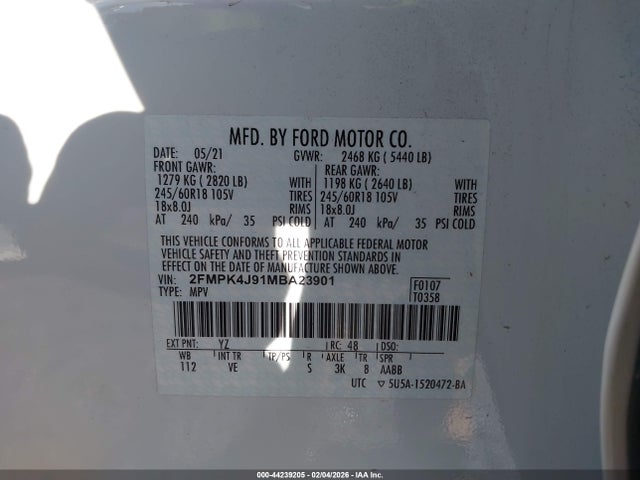 MFD. BY FORD MOTOR CO.
DATE: 05/21 GVWR: 2468 KG ( 5440 LB)
FRONT GAWR: REAR GAWR:
1279 KG ( 2820 LB) WITH 1198 KG ( 2640 LB) WITH
245/60R18 105V TIRES 245/60R18 105V TIRES
18x8.0J RIMS 18x8.0J RIMS
AT 240 kPa/ 35 PSI COLD AT 240 kPa/ 35 PSI COLD
THIS VEHICLE CONFORMS TO ALL APPLICABLE FEDERAL MOTOR
VEHICLE SAFETY AND THEFT PREVENTION STANDARDS IN
EFFECT ON THE DATE OF MANUFACTURE SHOWN ABOVE.
VIN: 2FMPK4J91MBA23901 F0107
TYPE: MPV T0358
EXT PNT: YZ RC: 48 DSO:
WB INT TR TP/PS R AXLE TR SPR
112 VE S 3K 8 AABB
UTC ▽ 5U5A-1520472-BA
000-44239205 - 02/04/2026 - IAA Inc.